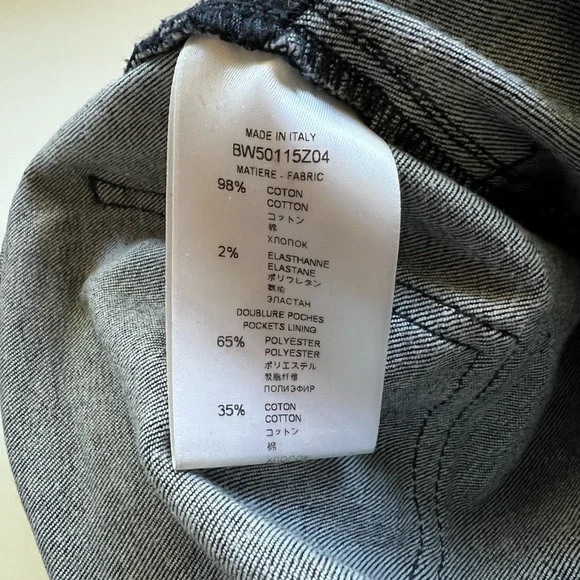 MADE IN ITALY
BW50115Z04
MATIERE - FABRIC
98% COTON
COTTON
コットン
棉
ХЛОПОК
2% ELASTHANNE
ELASTANE
ポリウレタン
氨纶
ЭЛАСТАН
DOUBLURE POCHES
POCKETS LINING
65% POLYESTER
POLYESTER
ポリエステル
聚脂纤维
ПОЛИЭФИР
35% COTON
COTTON
コットン
棉
ХЛОПОК